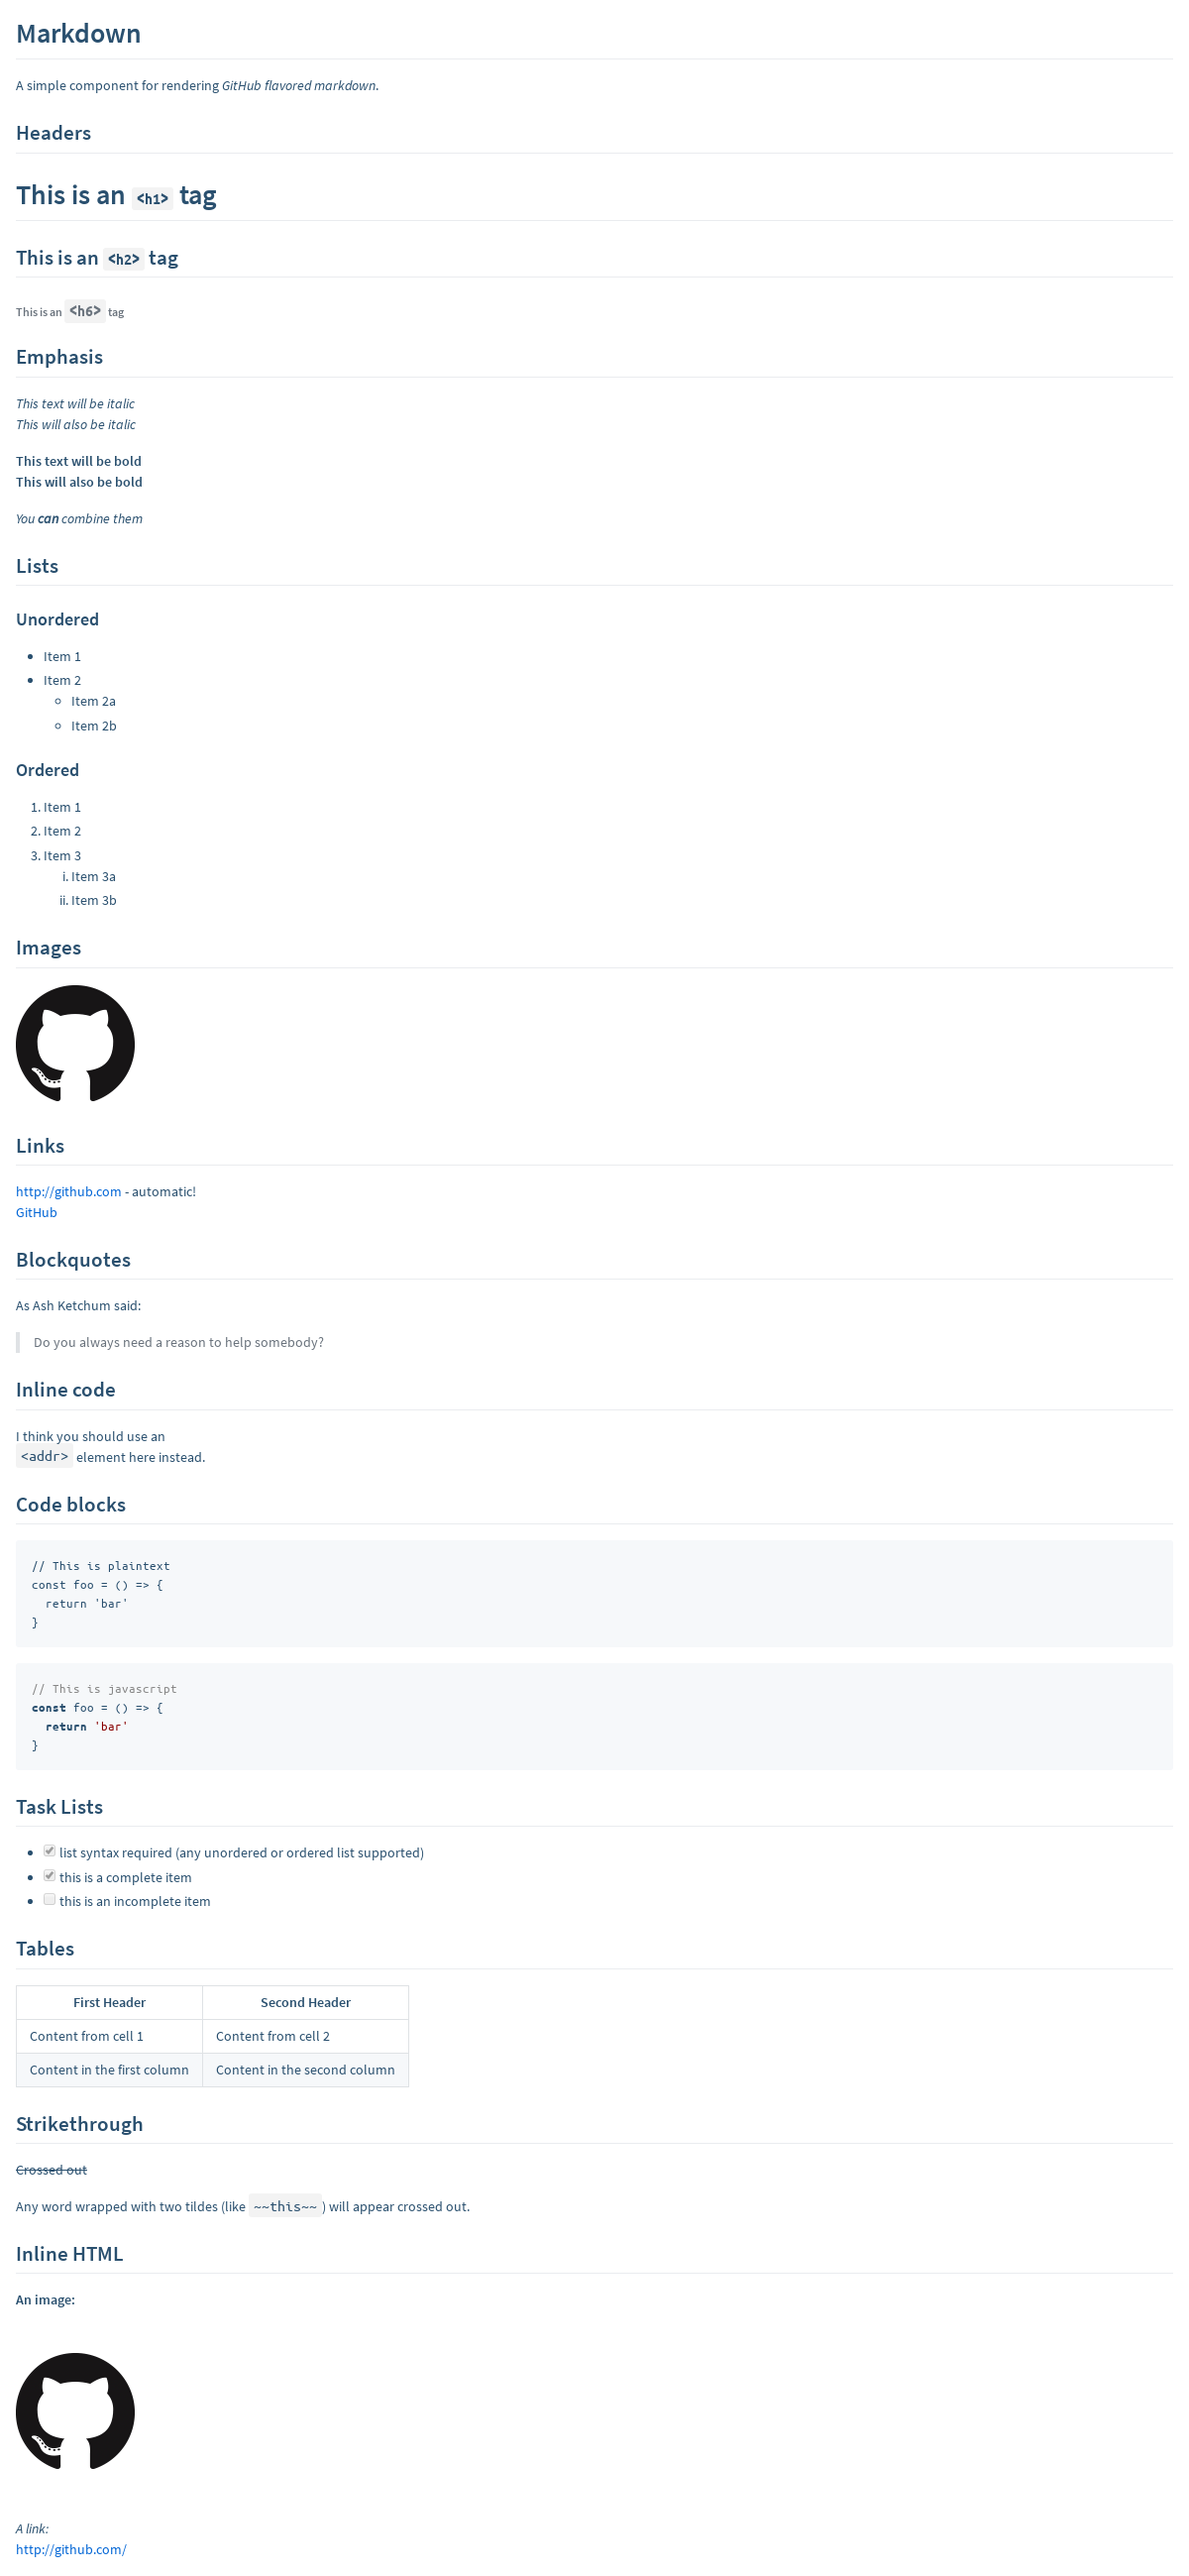 Markdown
A simple component for rendering GitHub flavored markdown.
Headers
This is an <h1> tag
This is an <h2> tag
This is an <h6> tag
Emphasis
This text will be italic
This will also be italic
This text will be bold
This will also be bold
You can combine them
Lists
Unordered
• Item 1
• Item 2
◦ Item 2a
◦ Item 2b
Ordered
1. Item 1
2. Item 2
3. Item 3
i. Item 3a
ii. Item 3b
Images
Links
http://github.com - automatic!
GitHub
Blockquotes
As Ash Ketchum said:
Do you always need a reason to help somebody?
Inline code
I think you should use an
<addr> element here instead.
Code blocks
// This is plaintext
const foo = () => {
  return 'bar'
}
// This is javascript
const foo = () => {
  return 'bar'
}
Task Lists
• list syntax required (any unordered or ordered list supported)
• this is a complete item
• this is an incomplete item
Tables
First Header Second Header
Content from cell 1 Content from cell 2
Content in the first column Content in the second column
Strikethrough
Crossed out
Any word wrapped with two tildes (like ~~this~~ ) will appear crossed out.
Inline HTML
An image:
A link:
http://github.com/